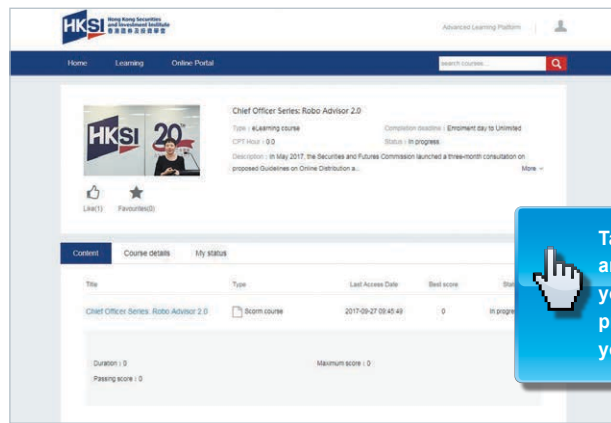 HKSI Hong Kong Securities
and Investment Institute
香港證券及投資學會
Advanced Learning Platform
Home Learning Online Portal
search courses...
Chief Officer Series: Robo Advisor 2.0
Type : eLearning course Completion deadline : Enrolment day to Unlimited
CPT Hour : 0.0 Status : In progress
Description : In May 2017, the Securities and Futures Commission launched a three-month consultation on
proposed Guidelines on Online Distribution a... More
HKSI 20
Like(1) Favourites(0)
Content Course details My status
Title Type Last Access Date Best score
Chief Officer Series: Robo Advisor 2.0 Scorm course 2017-09-27 09:45:49 0 In progre
Duration : 0 Maximum score : 0
Passing score : 0